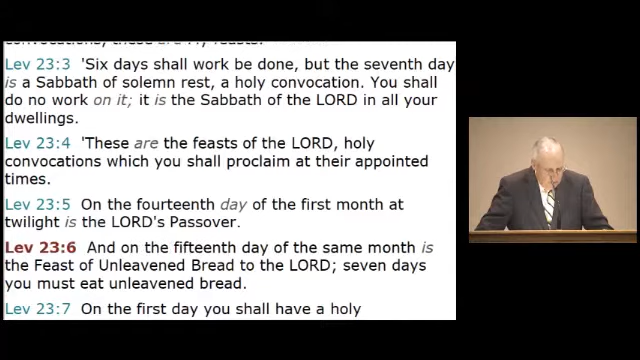 convocations, these are My feasts.
Lev 23:3 'Six days shall work be done, but the seventh day
is a Sabbath of solemn rest, a holy convocation. You shall
do no work on it; it is the Sabbath of the LORD in all your
dwellings.
Lev 23:4 'These are the feasts of the LORD, holy
convocations which you shall proclaim at their appointed
times.
Lev 23:5 On the fourteenth day of the first month at
twilight is the LORD's Passover.
Lev 23:6 And on the fifteenth day of the same month is
the Feast of Unleavened Bread to the LORD; seven days
you must eat unleavened bread.
Lev 23:7 On the first day you shall have a holy